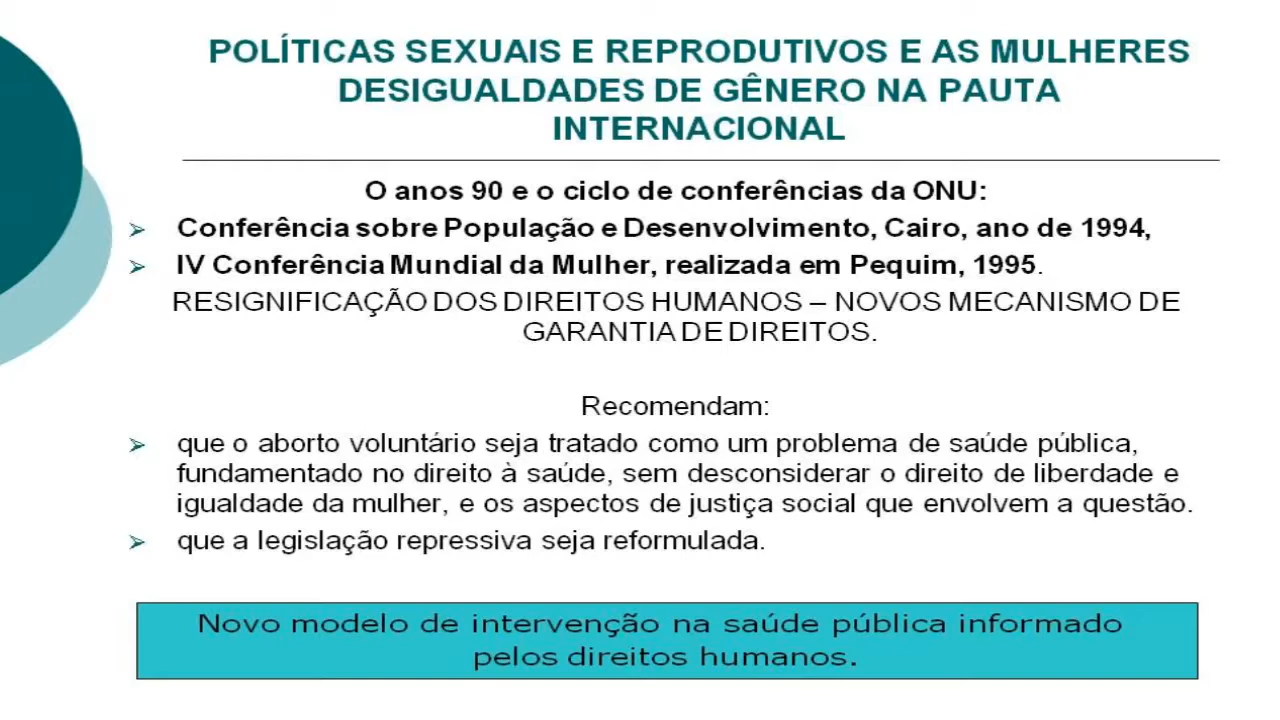 POLÍTICAS SEXUAIS E REPRODUTIVOS E AS MULHERES
DESIGUALDADES DE GÊNERO NA PAUTA
INTERNACIONAL
O anos 90 e o ciclo de conferências da ONU:
Conferência sobre População e Desenvolvimento, Cairo, ano de 1994,
IV Conferência Mundial da Mulher, realizada em Pequim, 1995.
RESIGNIFICAÇÃO DOS DIREITOS HUMANOS – NOVOS MECANISMO DE
GARANTIA DE DIREITOS.
Recomendam:
que o aborto voluntário seja tratado como um problema de saúde pública,
fundamentado no direito à saúde, sem desconsiderar o direito de liberdade e
igualdade da mulher, e os aspectos de justiça social que envolvem a questão.
que a legislação repressiva seja reformulada.
Novo modelo de intervenção na saúde pública informado
pelos direitos humanos.